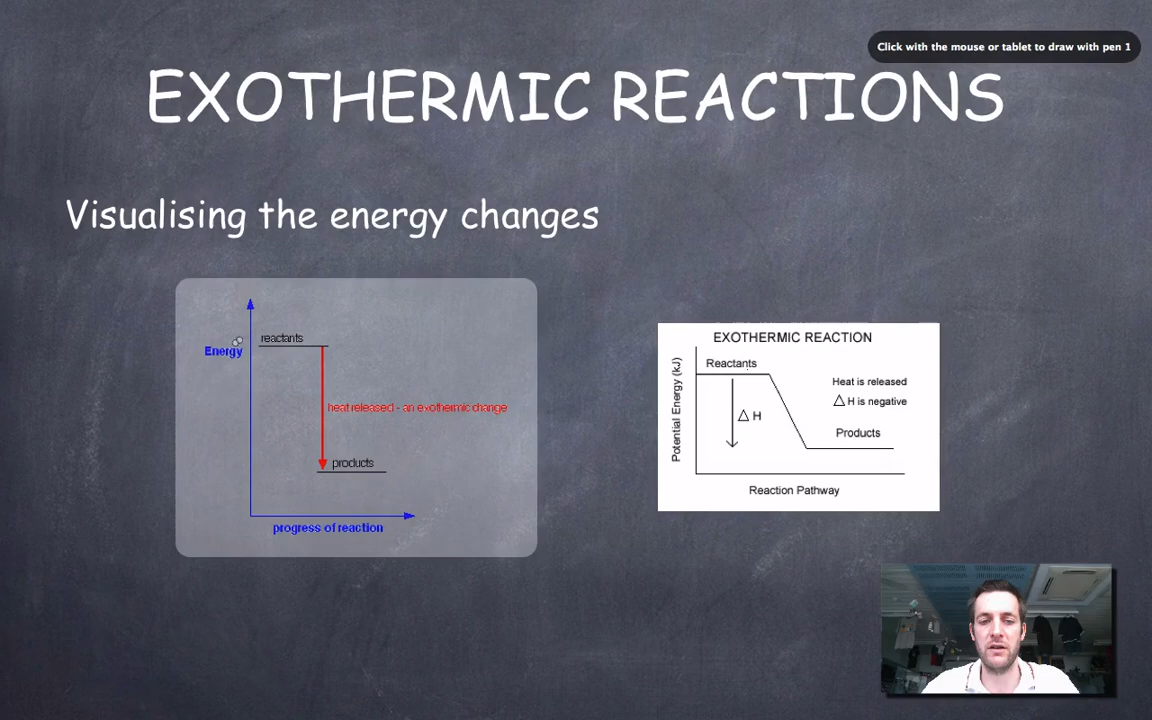 Click with the mouse or tablet to draw with pen 1
EXOTHERMIC REACTIONS
Visualising the energy changes
reactants
Energy
heat released - an exothermic change
products
progress of reaction
EXOTHERMIC REACTION
Reactants
Potential Energy (kJ)
Heat is released
△ H is negative
△ H
Products
Reaction Pathway